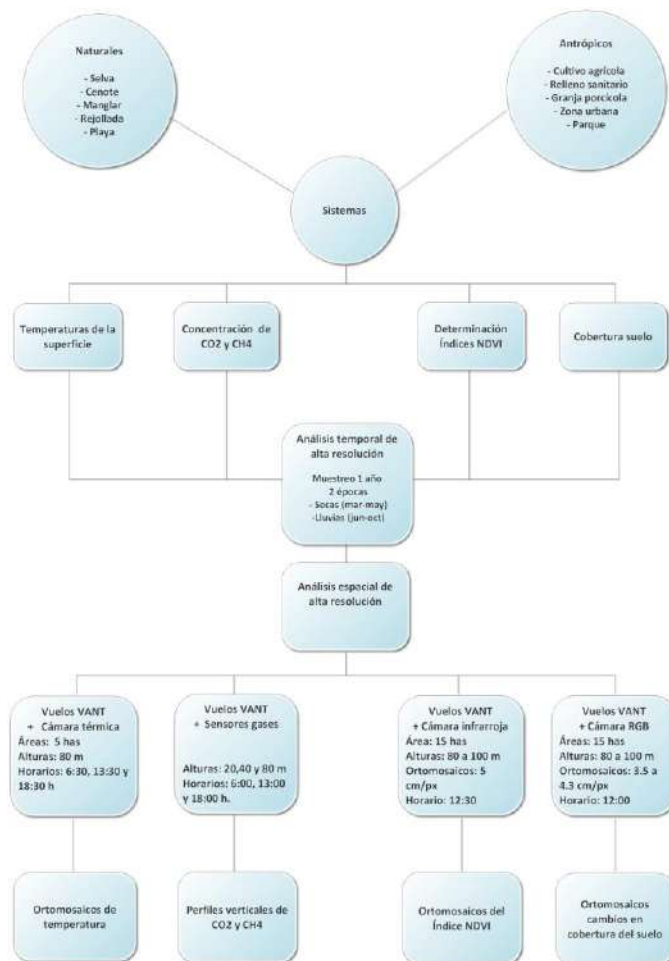 Naturales
- Selva
- Cenote
- Manglar
- Rejollada
- Playa
Antrópicos
- Cultivo agrícola
- Relleno sanitario
- Granja porcícola
- Zona urbana
- Parque
Sistemas
Temperaturas de la
superficie
Concentración de
CO2 y CH4
Determinación
Índices NDVI
Cobertura suelo
Análisis temporal de
alta resolución
Muestreo 1 año
2 épocas
- Secas (mar-may)
-Lluvias (jun-oct)
Análisis espacial de
alta resolución
Vuelos VANT
+ Cámara térmica
Áreas: 5 has
Alturas: 80 m
Horarios: 6:30, 13:30 y
18:30 h
Vuelos VANT
+ Sensores gases
Alturas: 20,40 y 80 m
Horarios: 6:00, 13:00
y 18:00 h.
Vuelos VANT
+ Cámara infrarroja
Área: 15 has
Alturas: 80 a 100 m
Ortomosaicos: 5
cm/px
Horario: 12:30
Vuelos VANT
+ Cámara RGB
Áreas: 15 has
Alturas: 80 a 100 m
Ortomosaicos: 3.5 a
4.3 cm/px
Horario: 12:00
Ortomosaicos de
temperatura
Perfiles verticales de
CO2 y CH4
Ortomosaicos del
Índice NDVI
Ortomosaicos
cambios en
cobertura del suelo